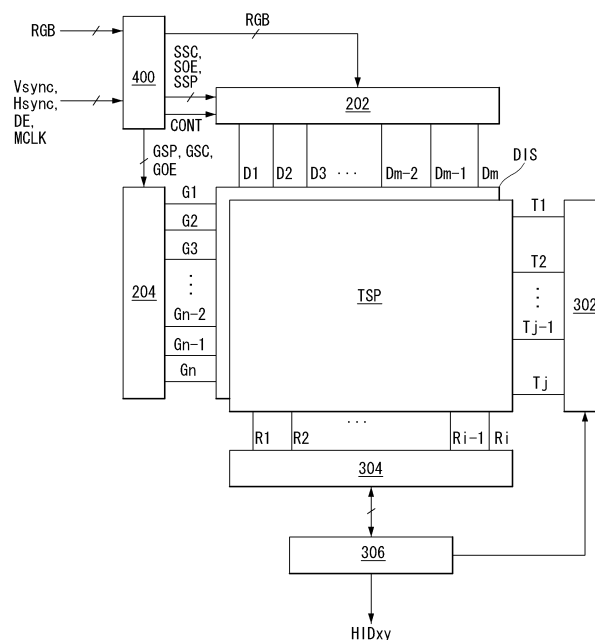 RGB
RGB
400
SSC,
SOE,
SSP
Vsync,
Hsync,
DE,
MCLK
CONT
202
GSP, GSC,
GOE
D1 D2 D3 ··· Dm-2 Dm-1 Dm
DIS
G1
G2
G3
⋮
Gn-2
Gn-1
Gn
204
TSP
T1
T2
⋮
Tj-1
Tj
302
R1 R2 ··· Ri-1 Ri
304
306
HIDxy